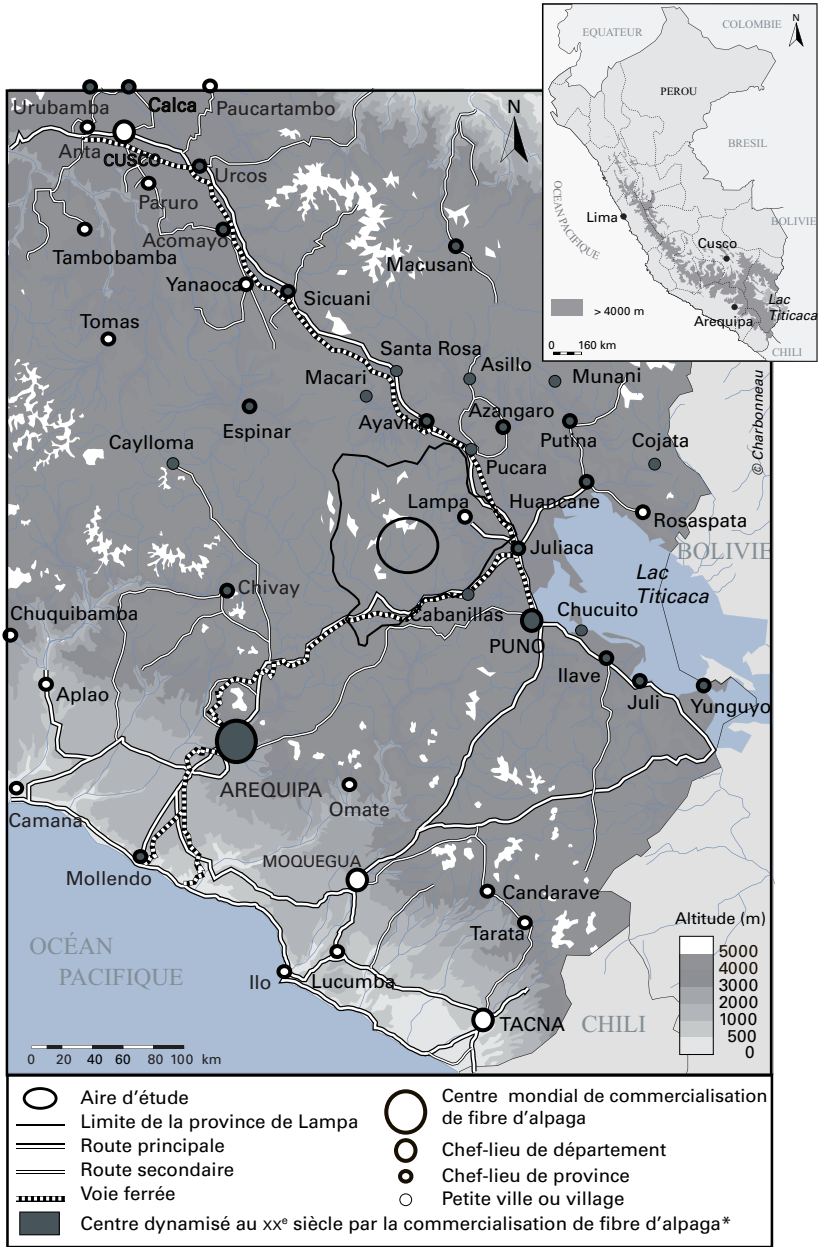 N
COLOMBIE
EQUATEUR
PEROU
BRESIL
OCEAN PACIFIQUE
Lima
BOLIVIE
Cusco
Lac
Titicaca
> 4000 m
Arequipa
0 160 km
CHILI
Urubamba
Calca
Paucartambo
N
Anta
CUSCO
Urcos
Paruro
Acomayo
Tambobamba
Macusani
Yanaoca
Sicuani
Tomas
Santa Rosa
Asillo
Munani
Macari
© Charbonneau
Espinar
Ayaviri
Azangaro
Putina
Cojata
Caylloma
Pucara
Lampa
Huancane
Rosaspata
Juliaca
BOLIVIE
Chivay
Lac
Titicaca
Chuquibamba
Cabanillas
Chucuito
PUNO
Ilave
Aplao
Juli
Yunguyo
AREQUIPA
Omate
Camana
MOQUEGUA
Mollendo
Candarave
Altitude (m)
Tarata
5000
4000
3000
2000
1000
500
0
OCÉAN
PACIFIQUE
Ilo
Lucumba
TACNA
CHILI
0 20 40 60 80 100 km
Aire d'étude
Limite de la province de Lampa
Route principale
Route secondaire
Voie ferrée
Centre mondial de commercialisation
de fibre d'alpaga
Chef-lieu de département
Chef-lieu de province
Petite ville ou village
Centre dynamisé au XXe siècle par la commercialisation de fibre d'alpaga*